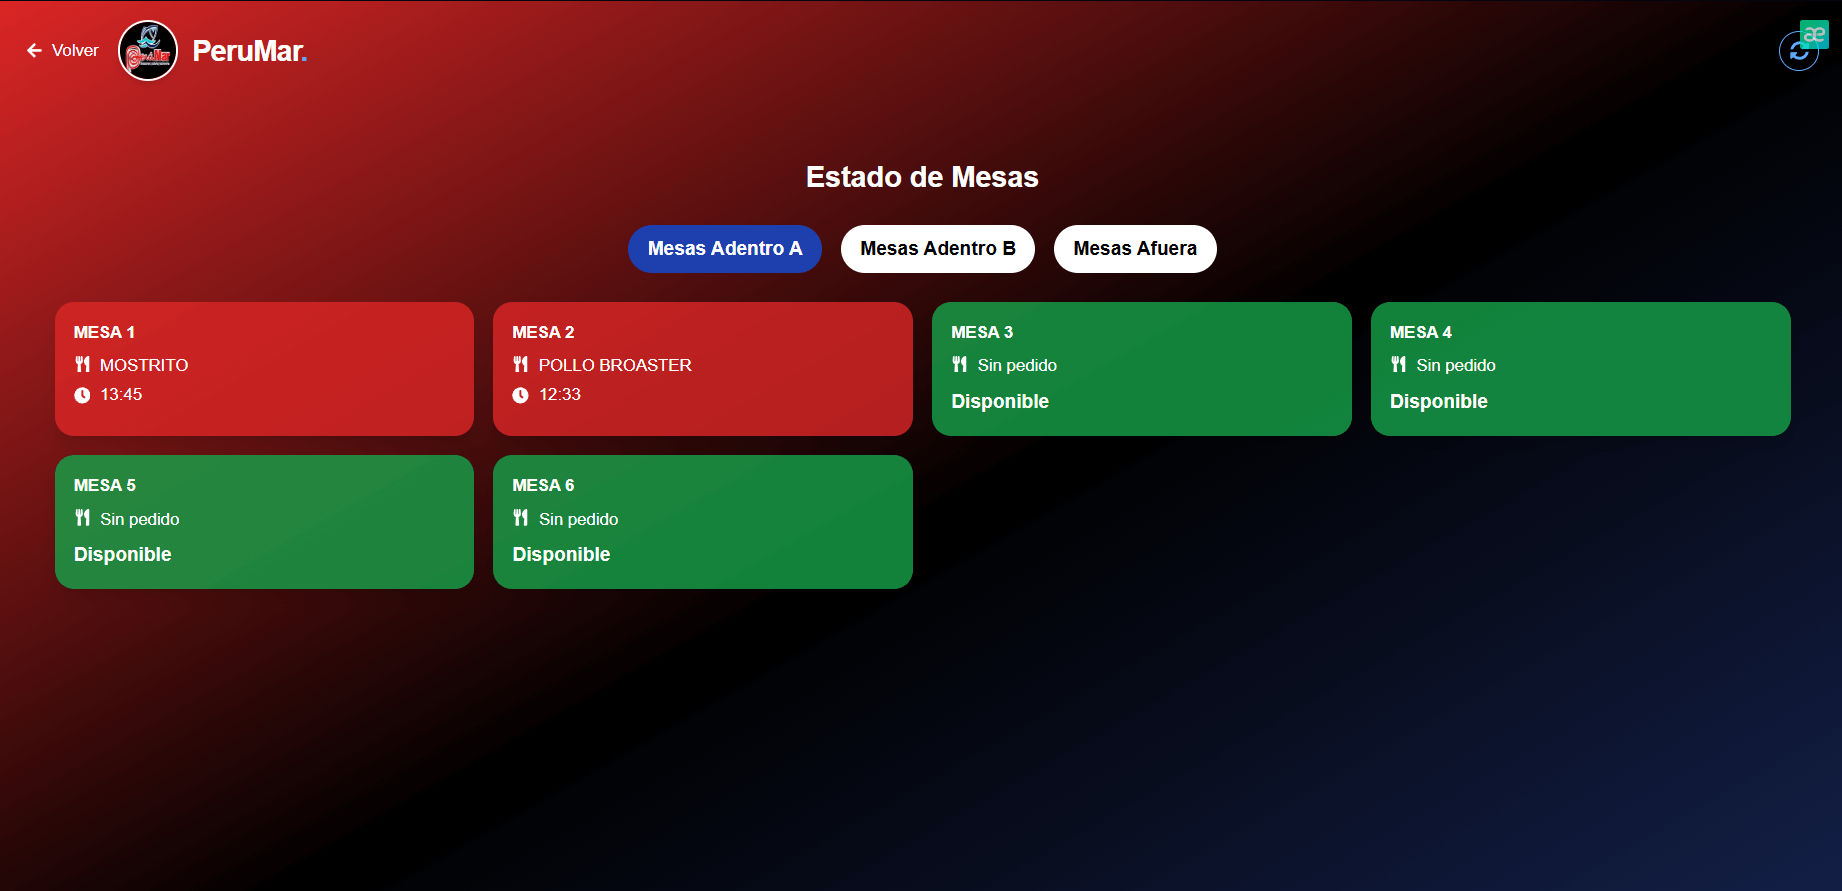 Volver
PeruMar.
æ
Estado de Mesas
Mesas Adentro A
Mesas Adentro B
Mesas Afuera
MESA 1
MOSTRITO
13:45
MESA 2
POLLO BROASTER
12:33
MESA 3
Sin pedido
Disponible
MESA 4
Sin pedido
Disponible
MESA 5
Sin pedido
Disponible
MESA 6
Sin pedido
Disponible